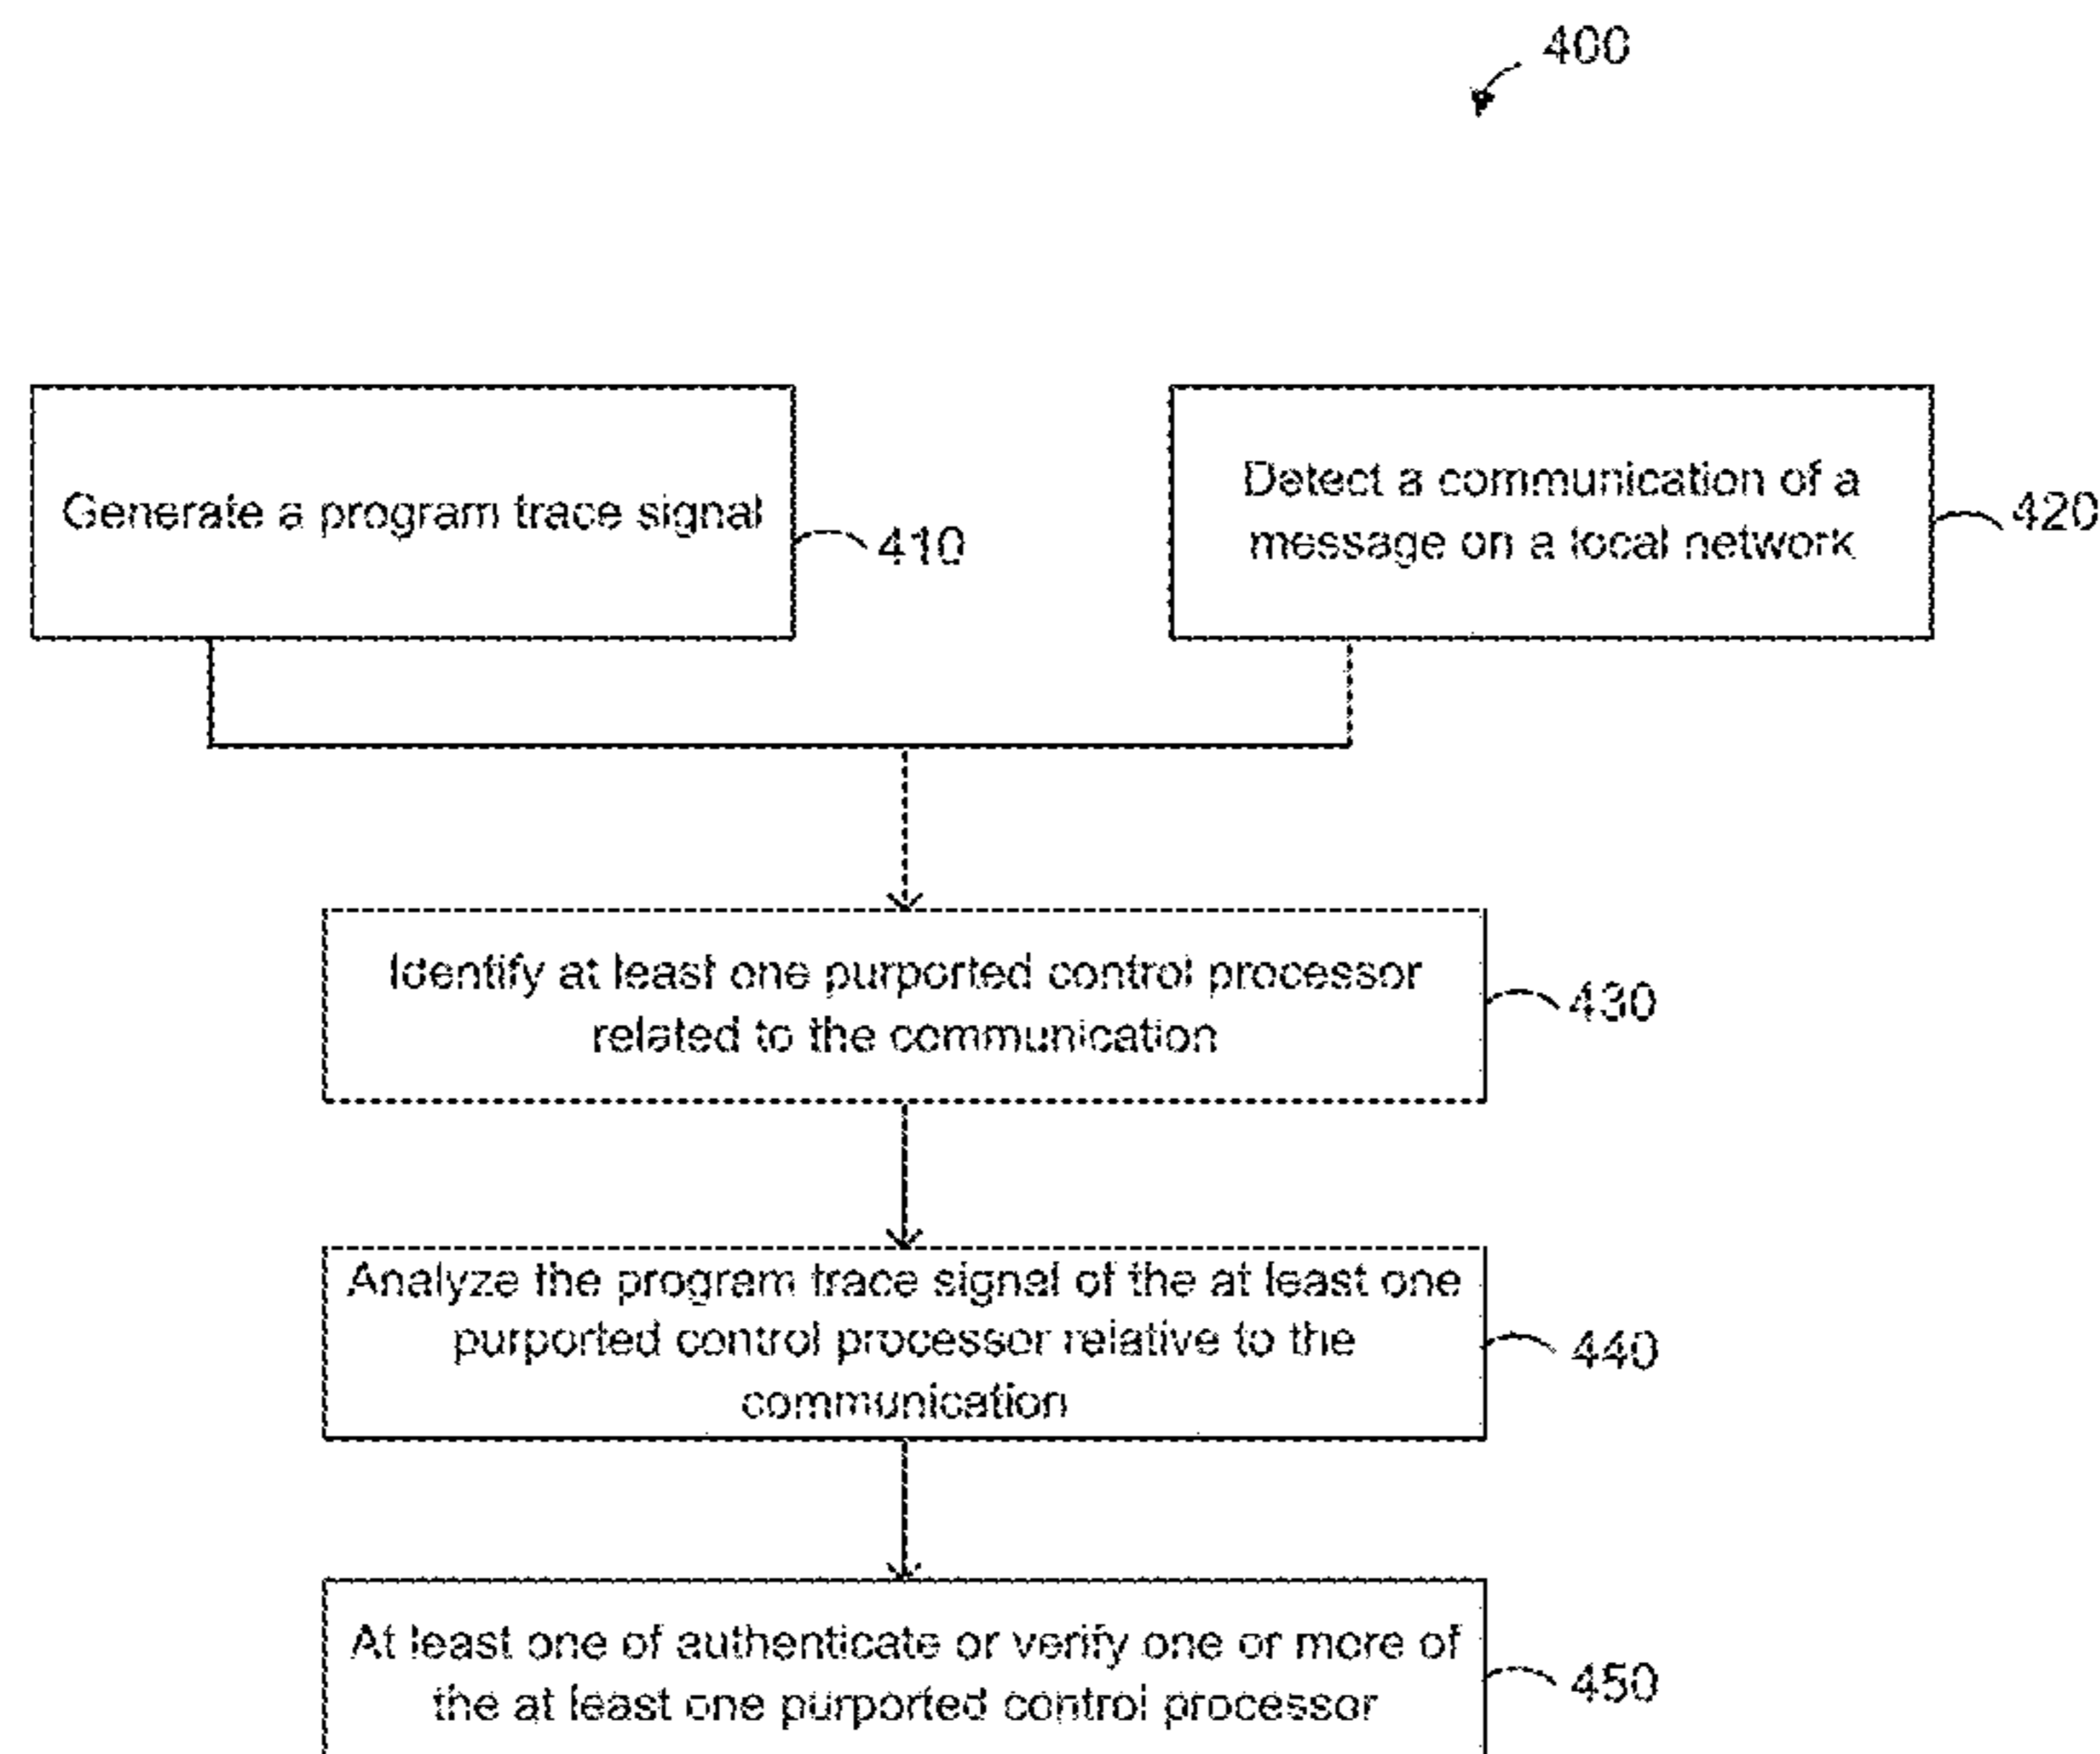 400
Generate a program trace signal
410
Detect a communication of a
message on a local network
420
Identify at least one purported control processor
related to the communication
430
Analyze the program trace signal of the at least one
purported control processor relative to the
communication
440
At least one of authenticate or verify one or more of
the at least one purported control processor
450